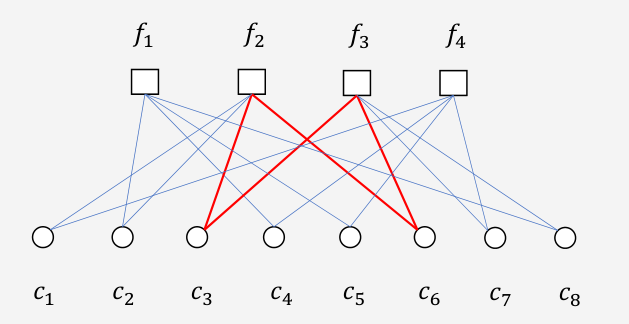 f₁ f₂ f₃ f₄
c₁ c₂ c₃ c₄ c₅ c₆ c₇ c₈